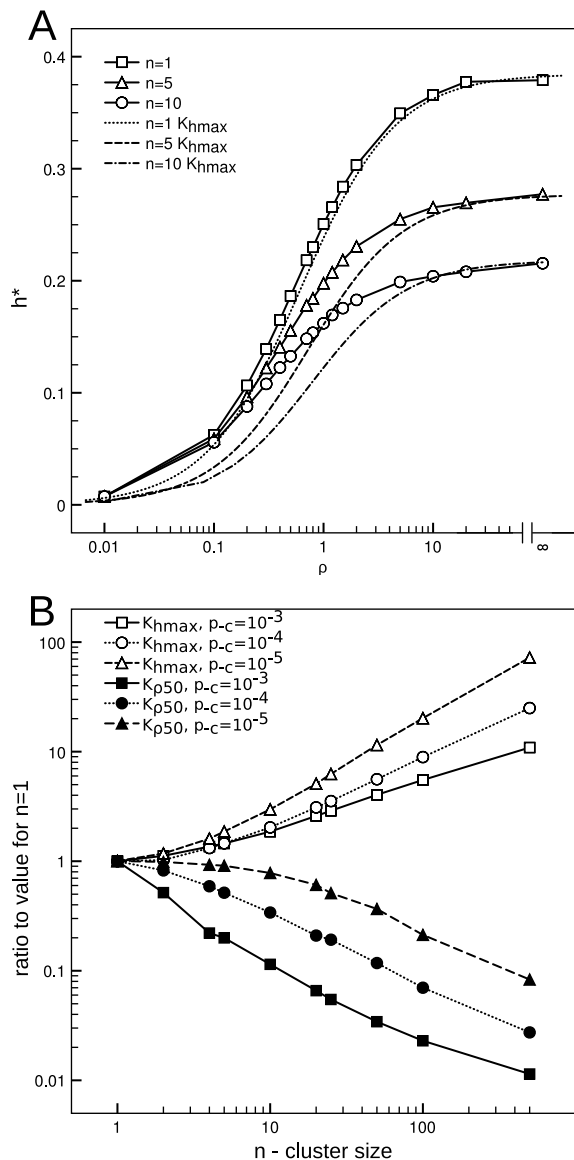 A
0.4
0.3
0.2
0.1
0
h*
n=1
n=5
n=10
n=1 Khmax
n=5 Khmax
n=10 Khmax
0.01
0.1
1
10
∞
ρ
B
100
10
1
0.1
0.01
ratio to value for n=1
Khmax, p-c=10-3
Khmax, p-c=10-4
Khmax, p-c=10-5
Kρ50, p-c=10-3
Kρ50, p-c=10-4
Kρ50, p-c=10-5
1
10
100
n - cluster size